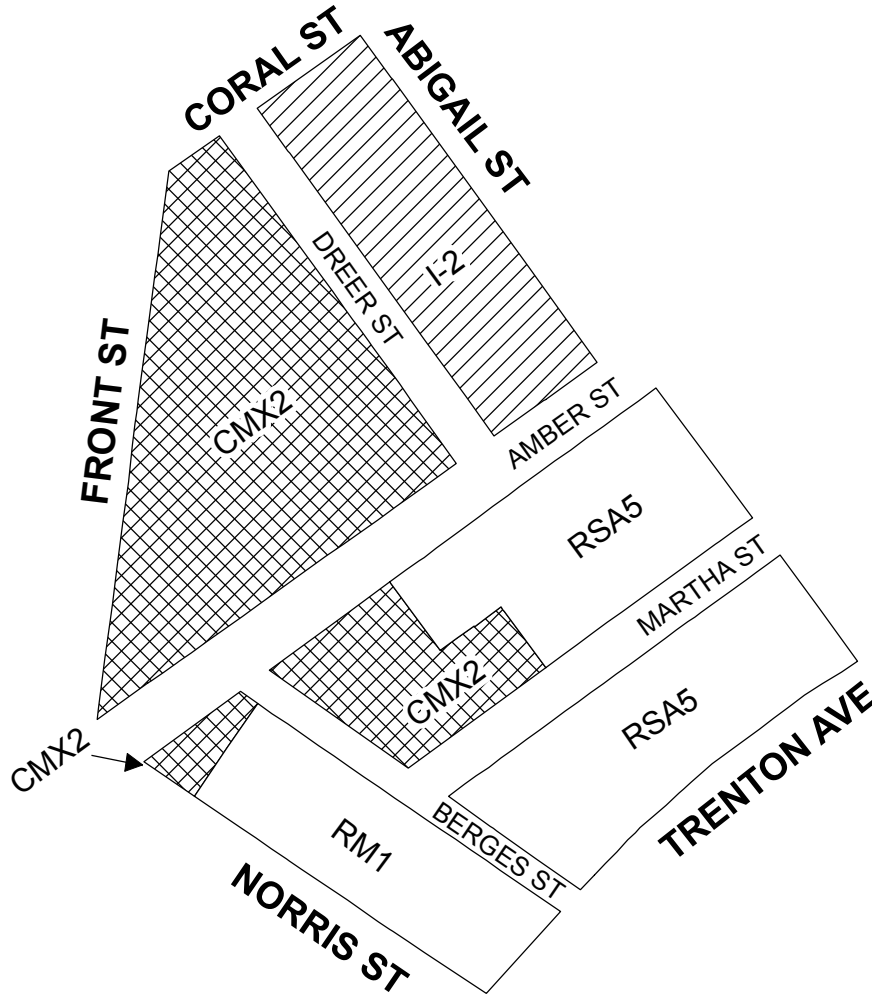 CORAL ST
ABIGAIL ST
DREER ST
I-2
FRONT ST
CMX2
AMBER ST
RSA5
MARTHA ST
CMX2
RSA5
CMX2
TRENTON AVE
BERGES ST
RM1
NORRIS ST